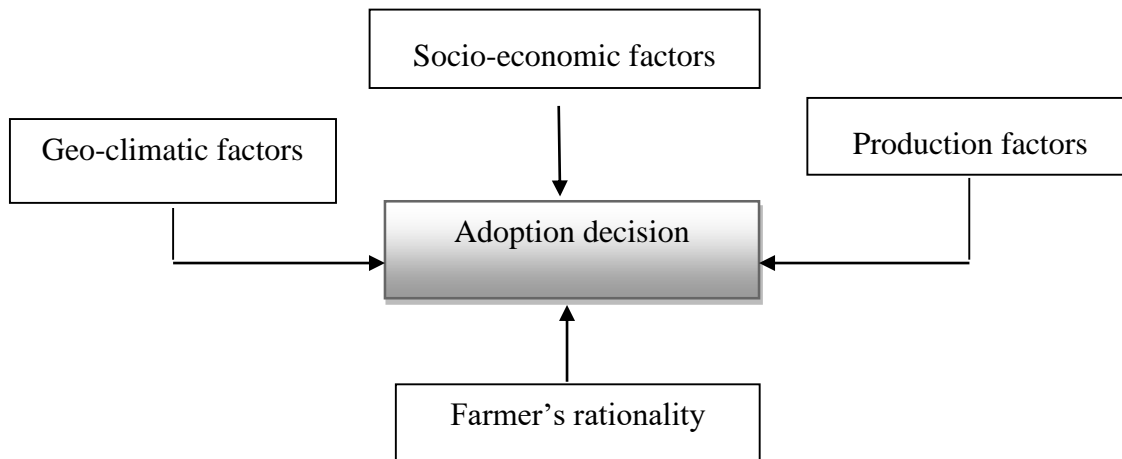 Socio-economic factors
Geo-climatic factors
Production factors
Adoption decision
Farmer’s rationality